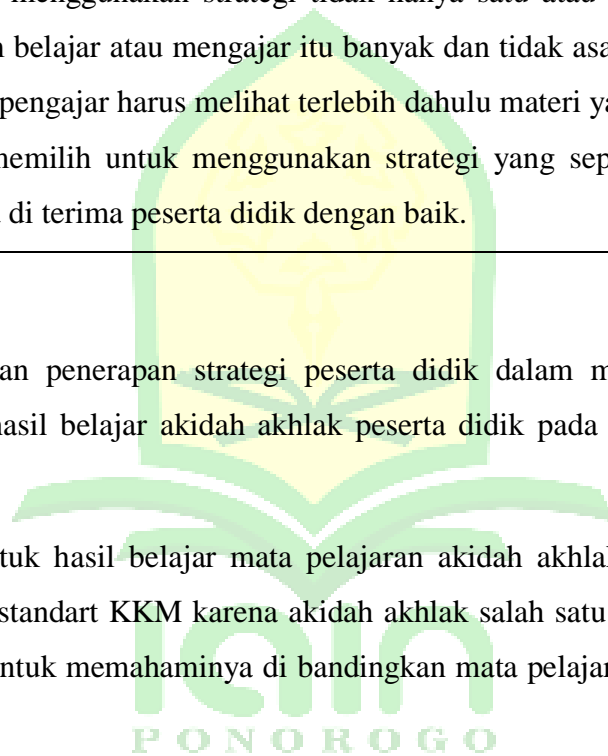 menggunakan strategi tidak hanya satu atau
belajar atau mengajar itu banyak dan tidak asa
pengajar harus melihat terlebih dahulu materi ya
memilih untuk menggunakan strategi yang sep
di terima peserta didik dengan baik.
an penerapan strategi peserta didik dalam m
hasil belajar akidah akhlak peserta didik pada
tuk hasil belajar mata pelajaran akidah akhlal
standart KKM karena akidah akhlak salah satu
untuk memahaminya di bandingkan mata pelajar
iain
PONOROGO